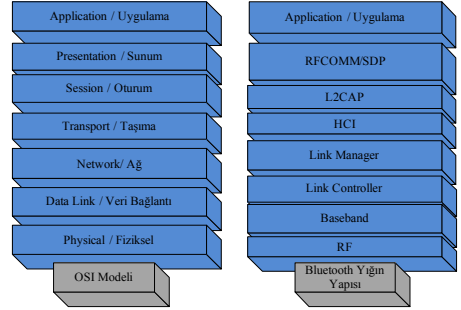 Application / Uygulama
Presentation / Sunum
Session / Oturum
Transport / Taşıma
Network/ Ağ
Data Link / Veri Bağlantı
Physical / Fiziksel
OSI Modeli
Application / Uygulama
RFCOMM/SDP
L2CAP
HCI
Link Manager
Link Controller
Baseband
RF
Bluetooth Yığın
Yapısı